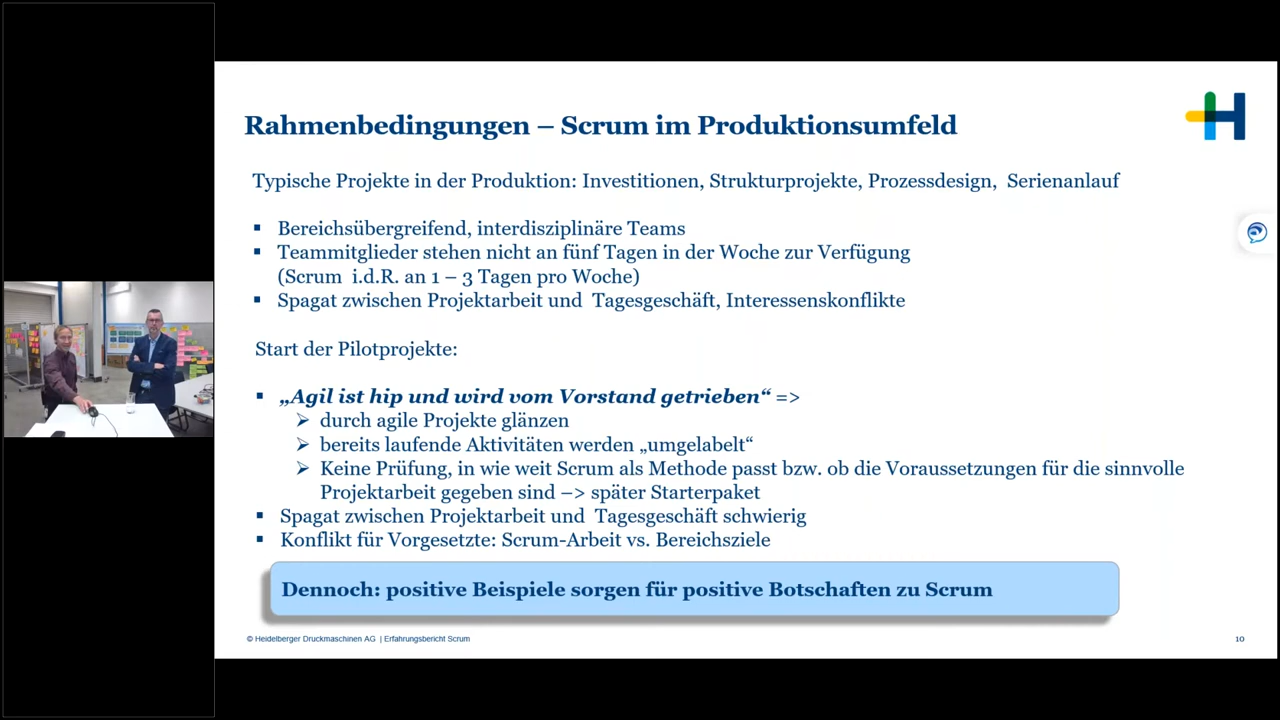 Rahmenbedingungen – Scrum im Produktionsumfeld
Typische Projekte in der Produktion: Investitionen, Strukturprojekte, Prozessdesign, Serienanlauf
▪ Bereichsübergreifend, interdisziplinäre Teams
▪ Teammitglieder stehen nicht an fünf Tagen in der Woche zur Verfügung
(Scrum i.d.R. an 1 – 3 Tagen pro Woche)
▪ Spagat zwischen Projektarbeit und Tagesgeschäft, Interessenskonflikte
Start der Pilotprojekte:
▪ „Agil ist hip und wird vom Vorstand getrieben“ =>
➢ durch agile Projekte glänzen
➢ bereits laufende Aktivitäten werden „umgelabelt“
➢ Keine Prüfung, in wie weit Scrum als Methode passt bzw. ob die Voraussetzungen für die sinnvolle
Projektarbeit gegeben sind –> später Starterpaket
▪ Spagat zwischen Projektarbeit und Tagesgeschäft schwierig
▪ Konflikt für Vorgesetzte: Scrum-Arbeit vs. Bereichsziele
Dennoch: positive Beispiele sorgen für positive Botschaften zu Scrum
© Heidelberger Druckmaschinen AG | Erfahrungsbericht Scrum
10